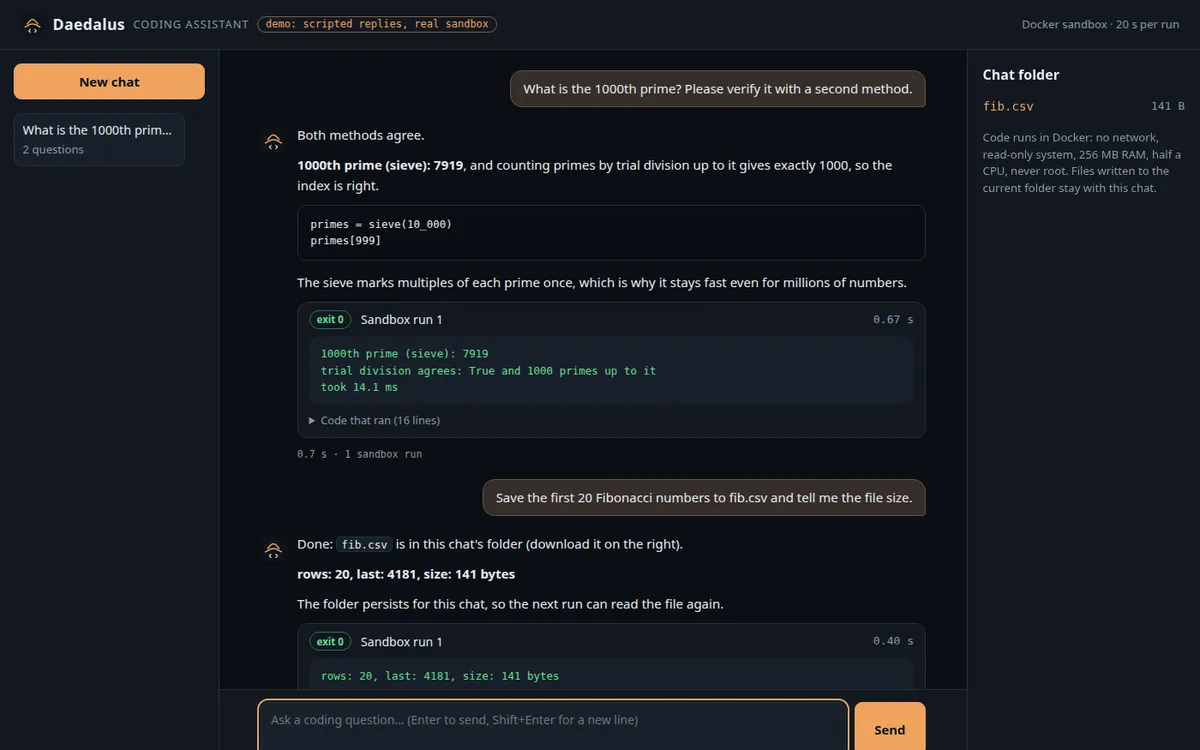 Daedalus CODING ASSISTANT demo: scripted replies, real sandbox Docker sandbox · 20 s per run
New chat
What is the 1000th prim...
2 questions
What is the 1000th prime? Please verify it with a second method.
Both methods agree.
1000th prime (sieve): 7919, and counting primes by trial division up to it gives exactly 1000, so the
index is right.
primes = sieve(10_000)
primes[999]
The sieve marks multiples of each prime once, which is why it stays fast even for millions of numbers.
exit 0 Sandbox run 1 0.67 s
1000th prime (sieve): 7919
trial division agrees: True and 1000 primes up to it
took 14.1 ms
▶ Code that ran (16 lines)
0.7 s · 1 sandbox run
Save the first 20 Fibonacci numbers to fib.csv and tell me the file size.
Done: fib.csv is in this chat's folder (download it on the right).
rows: 20, last: 4181, size: 141 bytes
The folder persists for this chat, so the next run can read the file again.
exit 0 Sandbox run 1 0.40 s
rows: 20, last: 4181, size: 141 bytes
Ask a coding question... (Enter to send, Shift+Enter for a new line)
Send
Chat folder
fib.csv 141 B
Code runs in Docker: no network,
read-only system, 256 MB RAM, half a
CPU, never root. Files written to the
current folder stay with this chat.